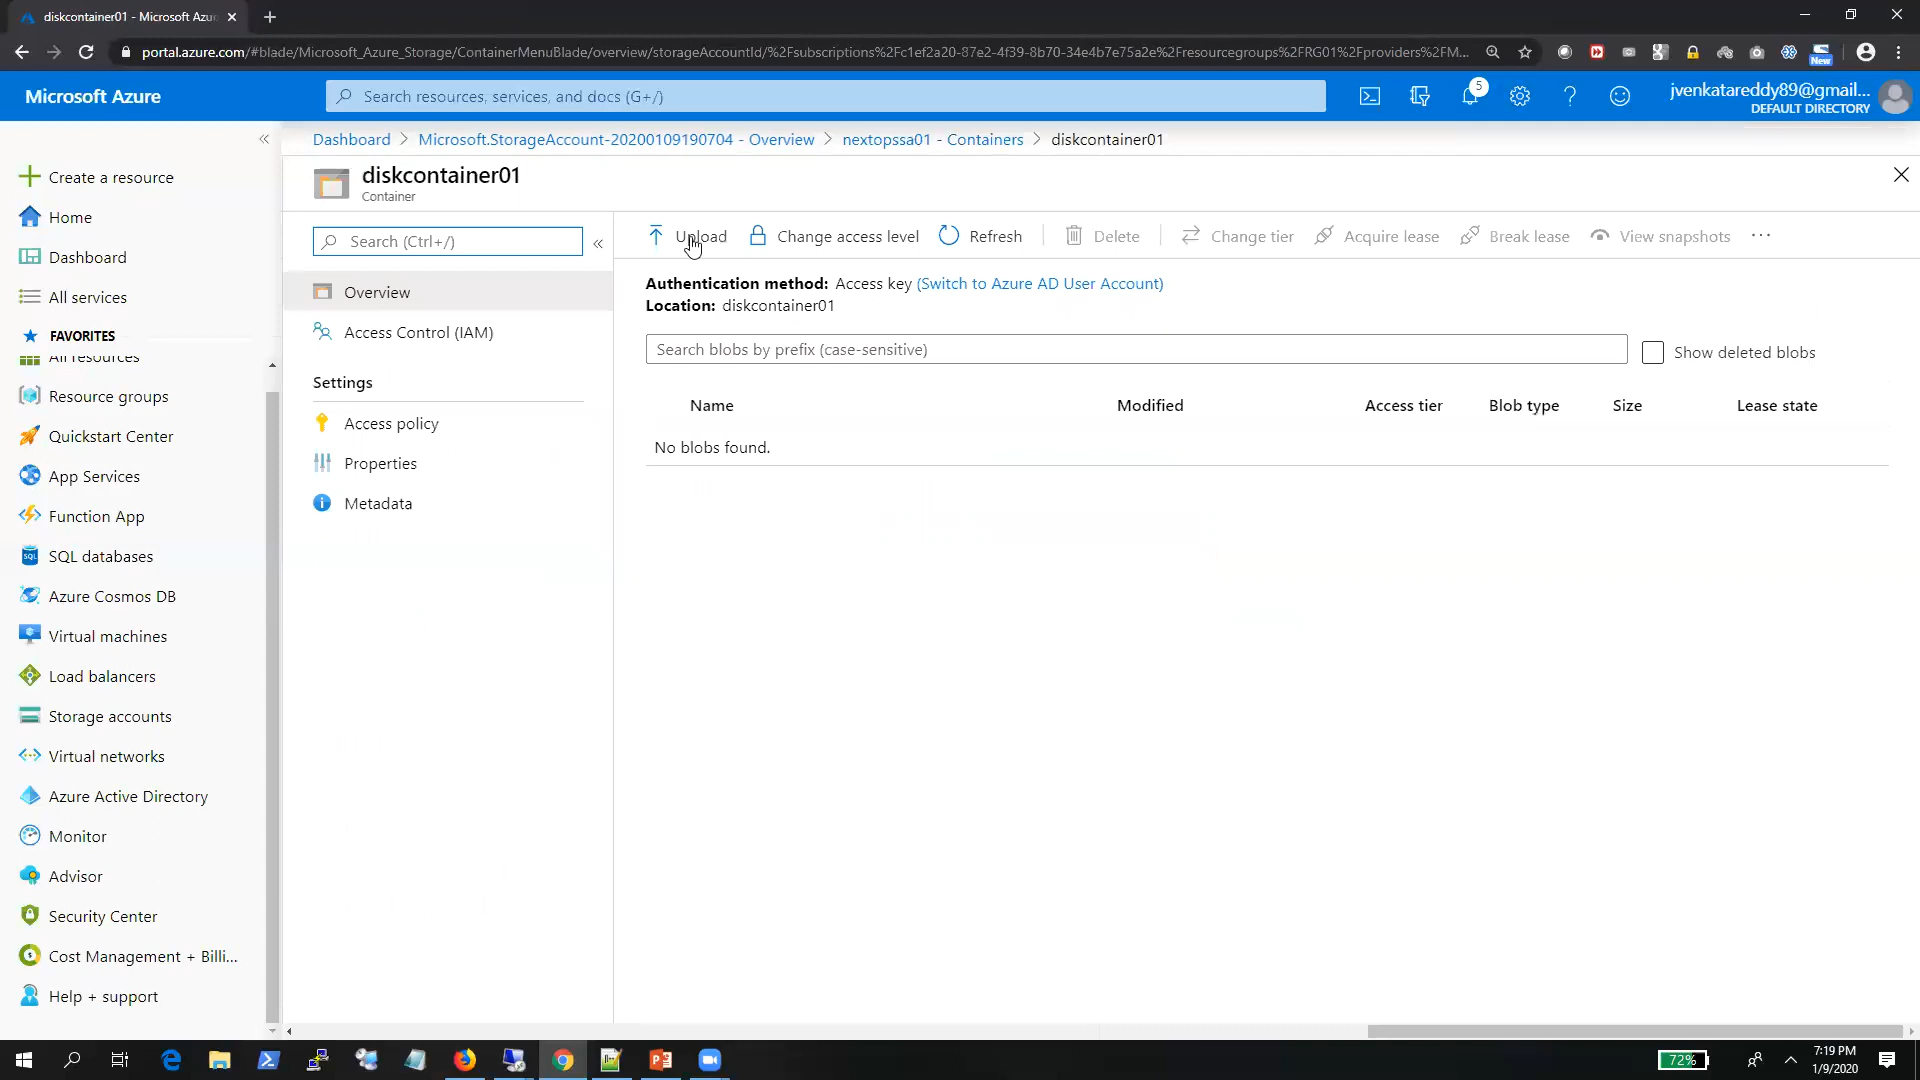 diskcontainer01 - Microsoft Azu
portal.azure.com/#blade/Microsoft_Azure_Storage/ContainerMenuBlade/overview/storageAccountId/%2Fsubscriptions%2Fc1ef2a20-87e2-4f39-8b70-34e4b7e75a2e%2Fresourcegroups%2FRG01%2Fproviders%2FM...
New
Microsoft Azure
Search resources, services, and docs (G+/)
5
jvenkatareddy89@gmail....
DEFAULT DIRECTORY
Dashboard > Microsoft.StorageAccount-20200109190704 - Overview > nextopssa01 - Containers > diskcontainer01
diskcontainer01
Container
Create a resource
Home
Dashboard
All services
FAVORITES
All resources
Resource groups
Quickstart Center
App Services
Function App
SQL databases
Azure Cosmos DB
Virtual machines
Load balancers
Storage accounts
Virtual networks
Azure Active Directory
Monitor
Advisor
Security Center
Cost Management + Billi...
Help + support
Search (Ctrl+/)
Overview
Access Control (IAM)
Settings
Access policy
Properties
Metadata
Upload Change access level Refresh Delete Change tier Acquire lease Break lease View snapshots ...
Authentication method: Access key (Switch to Azure AD User Account)
Location: diskcontainer01
Search blobs by prefix (case-sensitive)
Show deleted blobs
Name Modified Access tier Blob type Size Lease state
No blobs found.
72%
7:19 PM
1/9/2020